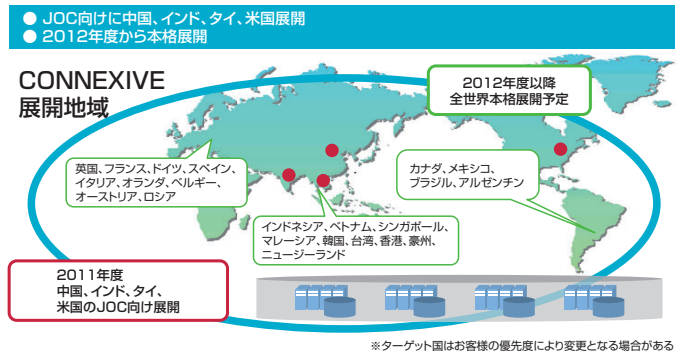 ● JOC向けに中国、インド、タイ、米国展開
● 2012年度から本格展開
CONNEXIVE
展開地域
2012年度以降
全世界本格展開予定
英国、フランス、ドイツ、スペイン、
イタリア、オランダ、ベルギー、
オーストリア、ロシア
カナダ、メキシコ、
ブラジル、アルゼンチン
インドネシア、ベトナム、シンガポール、
マレーシア、韓国、台湾、香港、豪州、
ニュージーランド
2011年度
中国、インド、タイ、
米国のJOC向け展開
※ターゲット国はお客様の優先度により変更となる場合がある